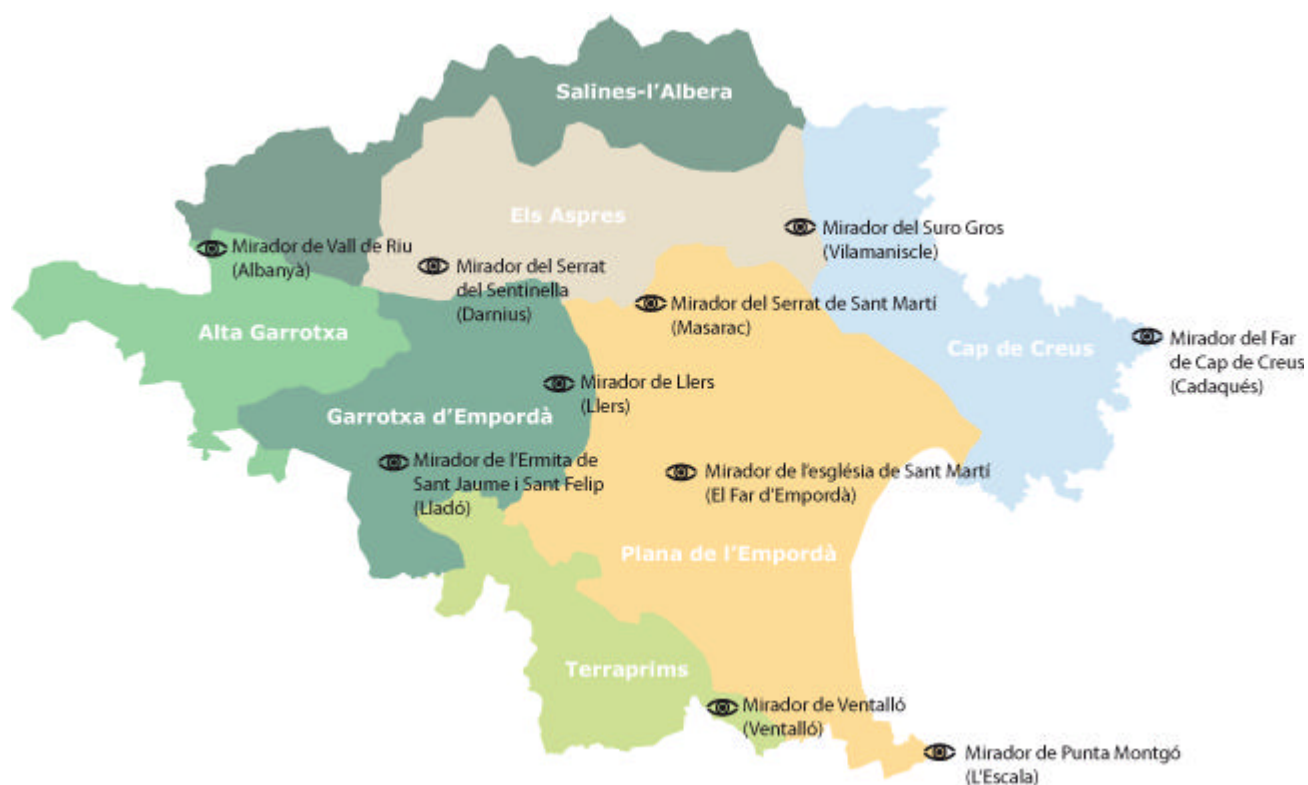 Salines-l'Albera
Els Aspres
Mirador del Suro Gros
(Vilamaniscle)
Mirador de Vall de Riu
(Albanyà)
Mirador del Serrat
del Sentinella
(Darnius)
Mirador del Serrat de Sant Martí
(Masarac)
Alta Garrotxa
Cap de Creus
Mirador del Far
de Cap de Creus
(Cadaqués)
Mirador de Llers
(Llers)
Garrotxa d'Empordà
Mirador de l'Ermita de
Sant Jaume i Sant Felip
(Lladó)
Mirador de l'església de Sant Martí
(El Far d'Empordà)
Plana de l'Empordà
Terraprims
Mirador de Ventalló
(Ventalló)
Mirador de Punta Montgó
(L'Escala)